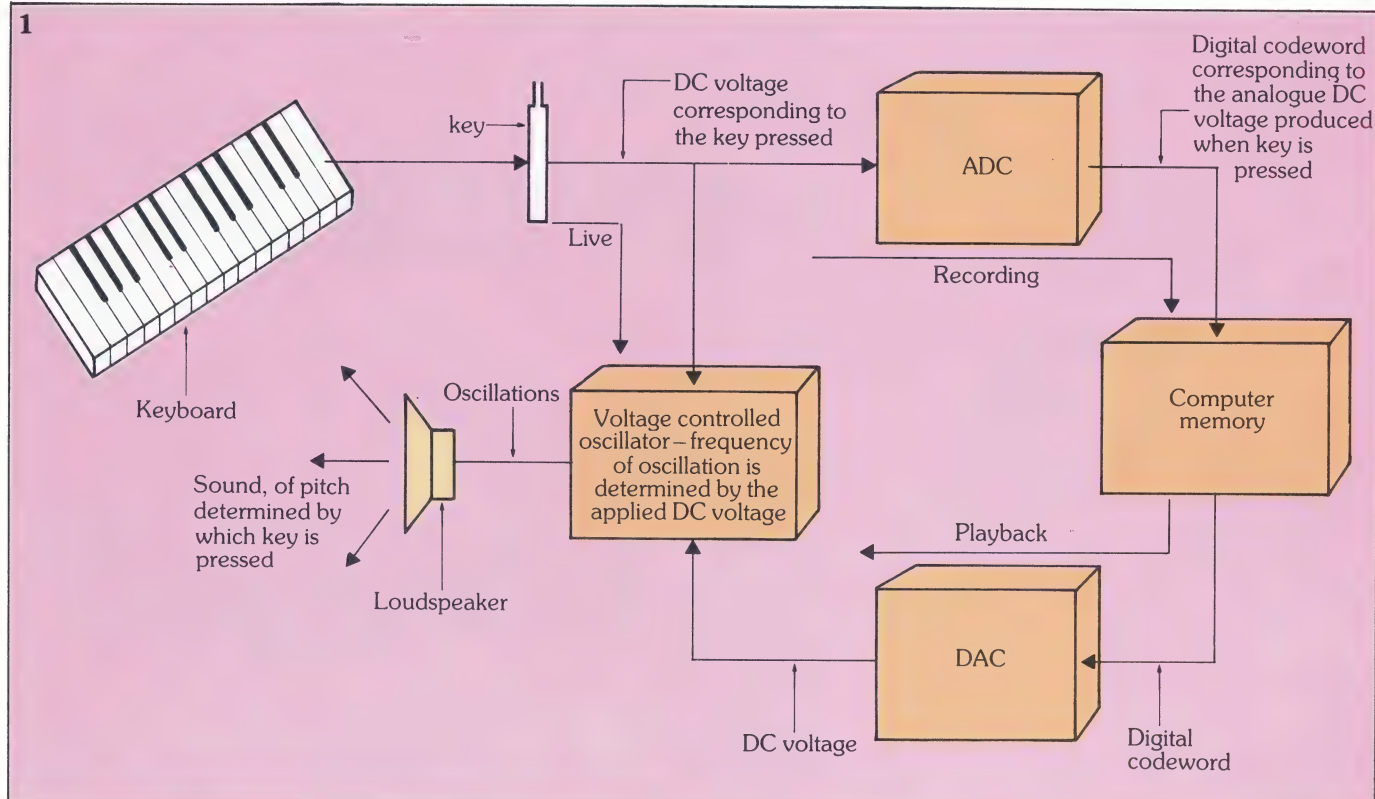 1
key
DC voltage
corresponding to
the key pressed
ADC
Digital codeword
corresponding to
the analogue DC
voltage produced
when key is
pressed
Live
Recording
Keyboard
Oscillations
Voltage controlled
oscillator – frequency
of oscillation is
determined by the
applied DC voltage
Computer
memory
Sound, of pitch
determined by
which key is
pressed
Loudspeaker
Playback
DAC
DC voltage
Digital
codeword